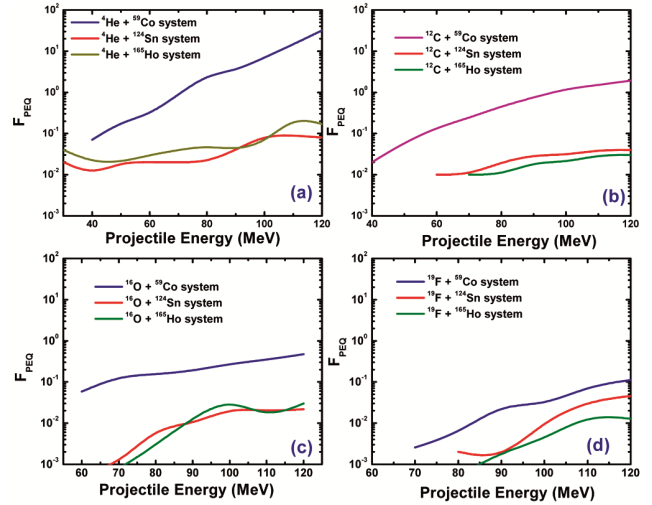 ⁴He + ⁵⁹Co system
⁴He + ¹²⁴Sn system
⁴He + ¹⁶⁵Ho system
10²
10¹
10⁰
10⁻¹
10⁻²
10⁻³
F_PEQ
(a)
40 60 80 100 120
Projectile Energy (MeV)
¹²C + ⁵⁹Co system
¹²C + ¹²⁴Sn system
¹²C + ¹⁶⁵Ho system
10²
10¹
10⁰
10⁻¹
10⁻²
10⁻³
F_PEQ
(b)
40 60 80 100 120
Projectile Energy (MeV)
¹⁶O + ⁵⁹Co system
¹⁶O + ¹²⁴Sn system
¹⁶O + ¹⁶⁵Ho system
10²
10¹
10⁰
10⁻¹
10⁻²
10⁻³
F_PEQ
(c)
60 70 80 90 100 110 120
Projectile Energy (MeV)
¹⁹F + ⁵⁹Co system
¹⁹F + ¹²⁴Sn system
¹⁹F + ¹⁶⁵Ho system
10²
10¹
10⁰
10⁻¹
10⁻²
10⁻³
F_PEQ
(d)
60 70 80 90 100 110 120
Projectile Energy (MeV)